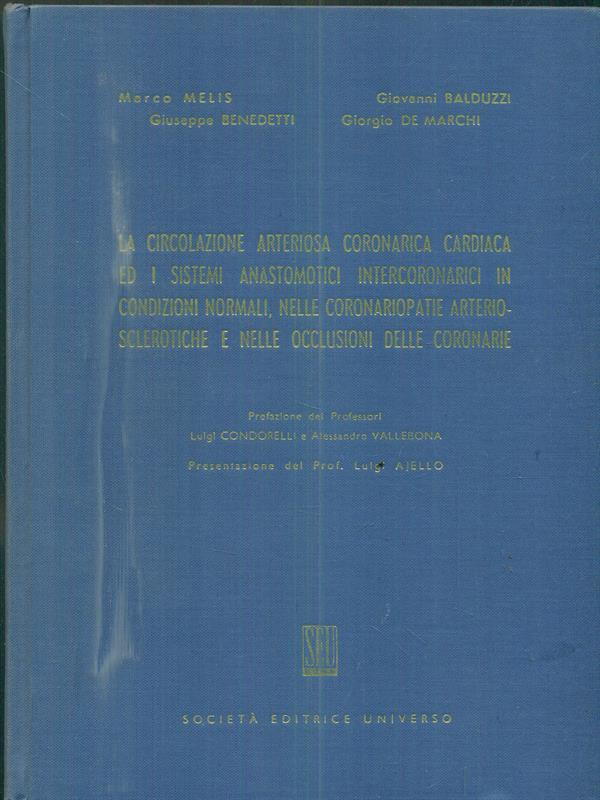 Marco MELIS Giovanni BALDUZZI
Giuseppe BENEDETTI Giorgio DE MARCHI
LA CIRCOLAZIONE ARTERIOSA CORONARICA CARDIACA
ED I SISTEMI ANASTOMOTICI INTERCORONARICI IN
CONDIZIONI NORMALI, NELLE CORONARIOPATIE ARTERIO-
SCLEROTICHE E NELLE OCCLUSIONI DELLE CORONARIE
Prefazione dei Professori
Luigi CONDORELLI e Alessandro VALLEBONA
Presentazione del Prof. Luigi AJELLO
SEU
SOCIETÀ EDITRICE UNIVERSO